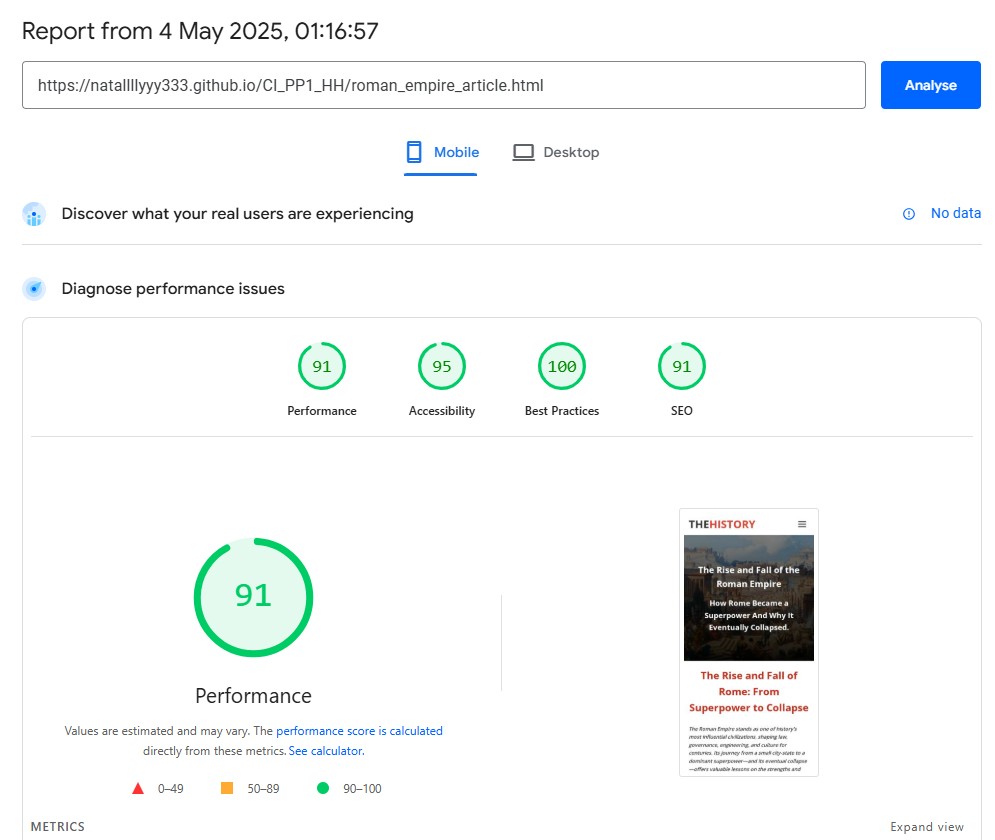 Report from 4 May 2025, 01:16:57
https://natallllyyy333.github.io/CI_PP1_HH/roman_empire_article.html
Analyse
Mobile
Desktop
Discover what your real users are experiencing
No data
Diagnose performance issues
91
95
100
91
Performance
Accessibility
Best Practices
SEO
THEHISTORY
The Rise and Fall of the
Roman Empire
How Rome Became a
Superpower And Why It
Eventually Collapsed.
The Rise and Fall of
Rome: From
Superpower to Collapse
The Roman Empire stands as one of history's
most influential civilizations, shaping law,
governance, engineering, and culture for
centuries. Its journey from a small city-state to a
dominant superpower—and its eventual collapse
—offers valuable lessons on the strengths and
91
Performance
Values are estimated and may vary. The performance score is calculated
directly from these metrics. See calculator.
0–49
50–89
90–100
METRICS
Expand view